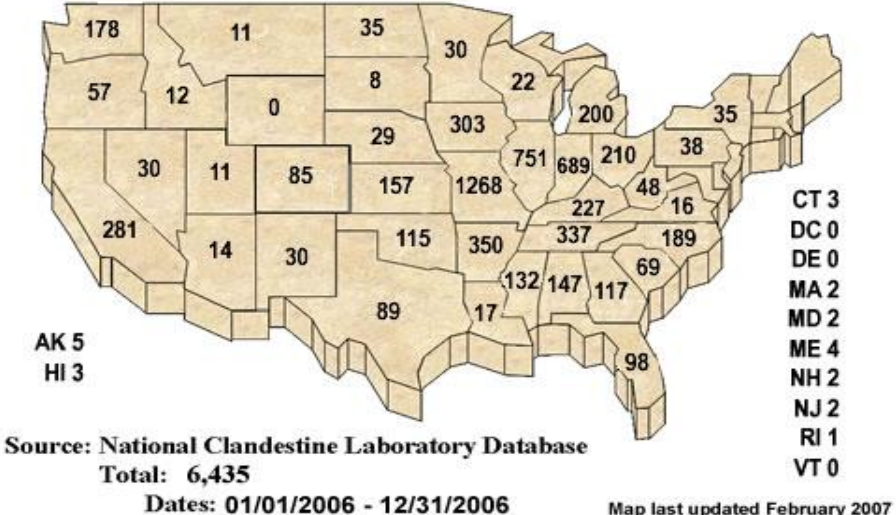 178 11 35 30
57 12 8 22 200 35
0
303
29 38
30 11 85 157 1268 751 689 210
48
281 227 16
14 30 115 350 337 189
69
89 17 132 147 117
98
AK 5
HI 3
CT 3
DC 0
DE 0
MA 2
MD 2
ME 4
NH 2
NJ 2
RI 1
VT 0
Source: National Clandestine Laboratory Database
Total: 6,435
Dates: 01/01/2006 - 12/31/2006
Map last updated February 2007